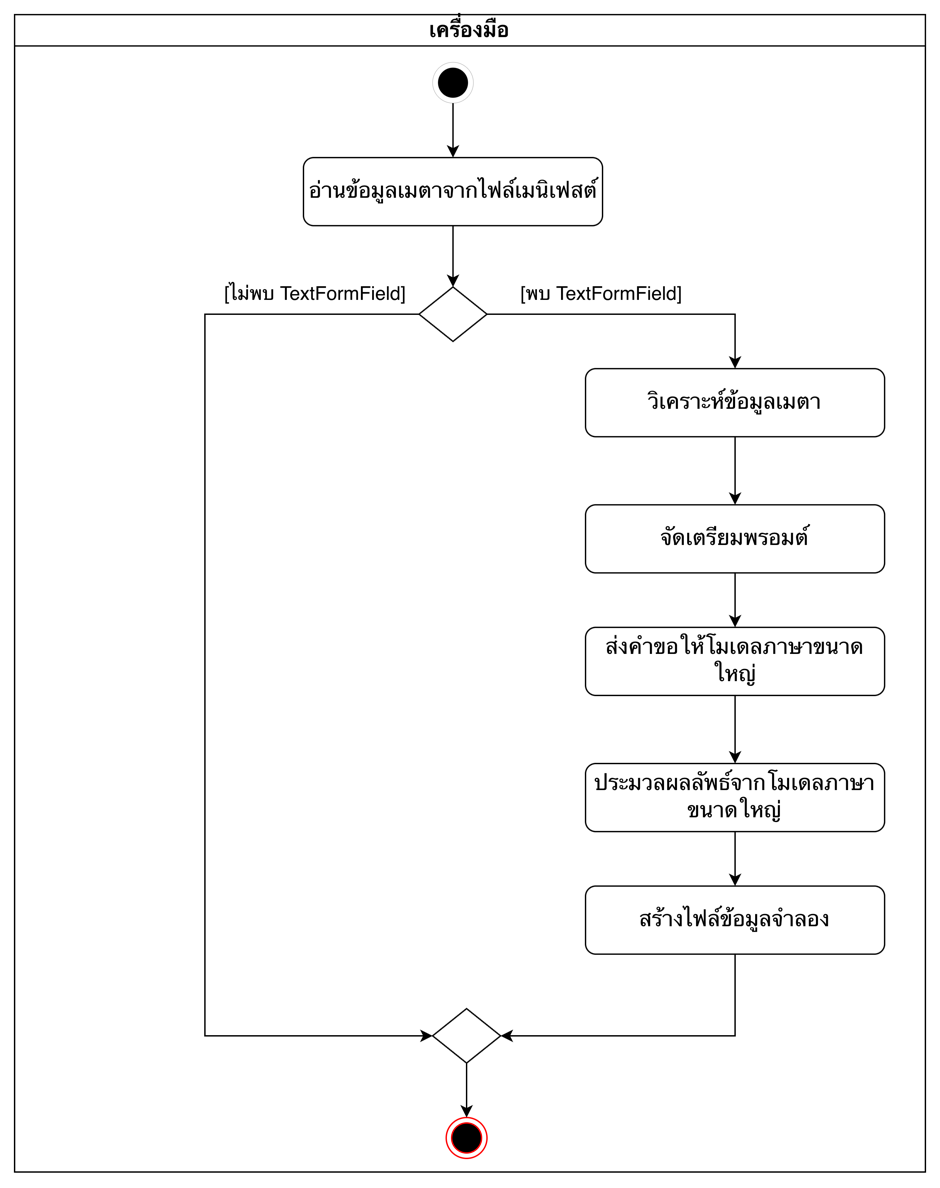 เครื่องมือ
อ่านข้อมูลเมตาจากไฟล์เมนิเฟสต์
[ไม่พบ TextFormField]
[พบ TextFormField]
วิเคราะห์ข้อมูลเมตา
จัดเตรียมพรอมต์
ส่งคำขอให้โมเดลภาษาขนาด
ใหญ่
ประมวลผลลัพธ์จากโมเดลภาษา
ขนาดใหญ่
สร้างไฟล์ข้อมูลจำลอง